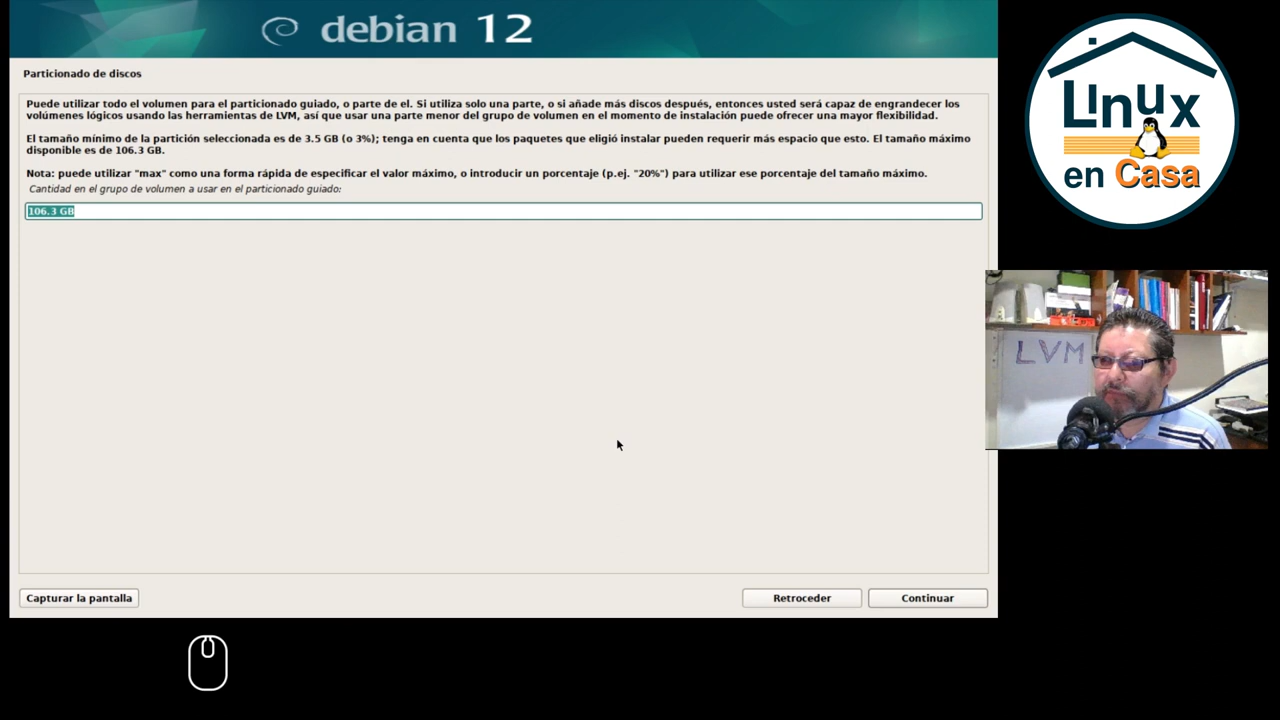 debian 12
Particionado de discos
Puede utilizar todo el volumen para el particionado guiado, o parte de el. Si utiliza solo una parte, o si añade más discos después, entonces usted será capaz de engrandecer los
volúmenes lógicos usando las herramientas de LVM, así que usar una parte menor del grupo de volumen en el momento de instalación puede ofrecer una mayor flexibilidad.
El tamaño mínimo de la partición seleccionada es de 3.5 GB (o 3%); tenga en cuenta que los paquetes que eligió instalar pueden requerir más espacio que esto. El tamaño máximo
disponible es de 106.3 GB.
Nota: puede utilizar "max" como una forma rápida de especificar el valor máximo, o introducir un porcentaje (p.ej. "20%") para utilizar ese porcentaje del tamaño máximo.
Cantidad en el grupo de volumen a usar en el particionado guiado:
106.3 GB
Capturar la pantalla
Retroceder
Continuar
Linux
en Casa
LVM